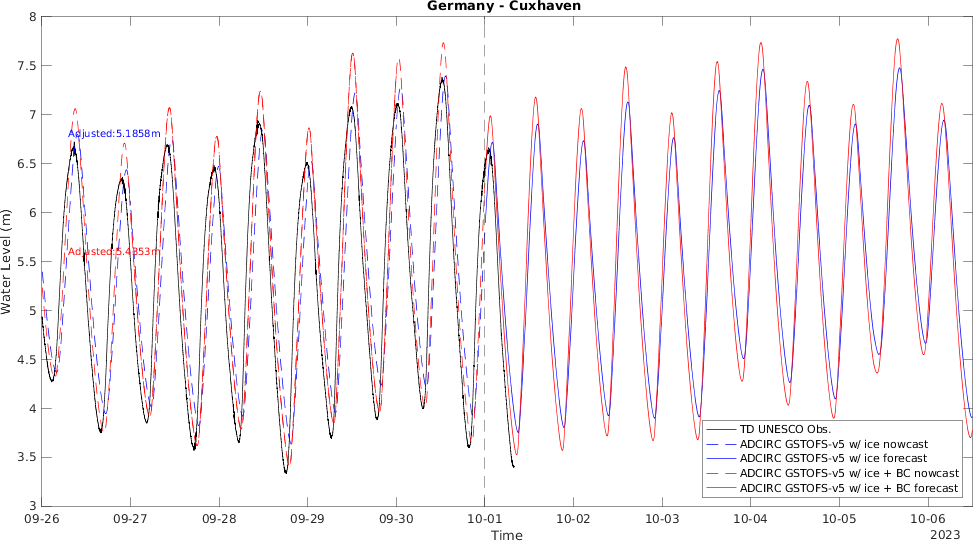 Germany - Cuxhaven
8
7.5
7
6.5
6
5.5
5
4.5
4
3.5
3
Water Level (m)
Adjusted:5.1858m
Adjusted:5.4353m
TD UNESCO Obs.
ADCIRC GSTOFS-v5 w/ ice nowcast
ADCIRC GSTOFS-v5 w/ ice forecast
ADCIRC GSTOFS-v5 w/ ice + BC nowcast
ADCIRC GSTOFS-v5 w/ ice + BC forecast
09-26 09-27 09-28 09-29 09-30 10-01 10-02 10-03 10-04 10-05 10-06
Time
2023